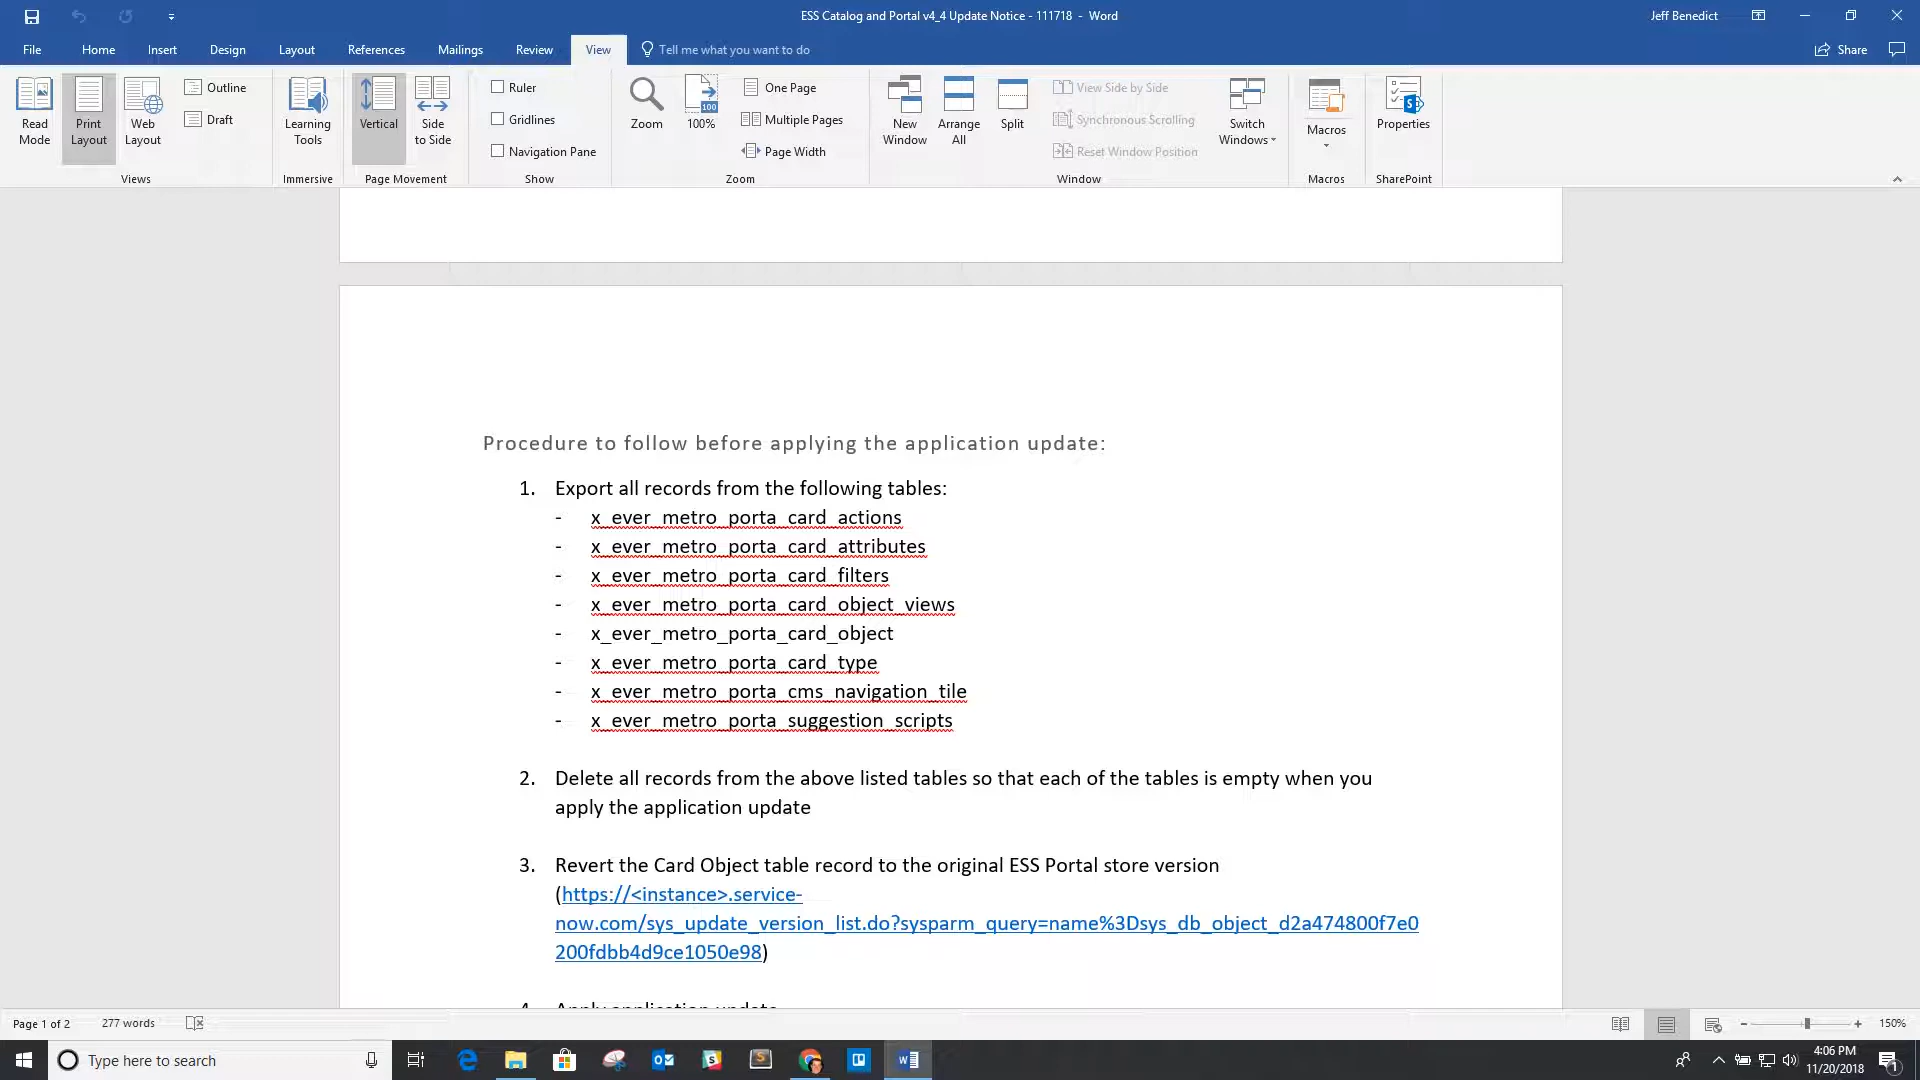 ESS Catalog and Portal v4_4 Update Notice - 111718 - Word
Jeff Benedict
File Home Insert Design Layout References Mailings Review View Tell me what you want to do Share
Read Mode
Print Layout
Web Layout
Outline
Draft
Views
Learning Tools
Immersive
Vertical
Side to Side
Page Movement
Ruler
Gridlines
Navigation Pane
Show
Zoom
100
100%
One Page
Multiple Pages
Page Width
Zoom
New Window
Arrange All
Split
View Side by Side
Synchronous Scrolling
Reset Window Position
Switch Windows
Window
Macros
Macros
Properties
SharePoint
Procedure to follow before applying the application update:
1. Export all records from the following tables:
- x_ever_metro_porta_card_actions
- x_ever_metro_porta_card_attributes
- x_ever_metro_porta_card_filters
- x_ever_metro_porta_card_object_views
- x_ever_metro_porta_card_object
- x_ever_metro_porta_card_type
- x_ever_metro_porta_cms_navigation_tile
- x_ever_metro_porta_suggestion_scripts
2. Delete all records from the above listed tables so that each of the tables is empty when you
apply the application update
3. Revert the Card Object table record to the original ESS Portal store version
(https://<instance>.service-
now.com/sys_update_version_list.do?sysparm_query=name%3Dsys_db_object_d2a474800f7e0
200fdbb4d9ce1050e98)
4. Apply application update
Page 1 of 2 277 words 150%
Type here to search
4:06 PM
11/20/2018